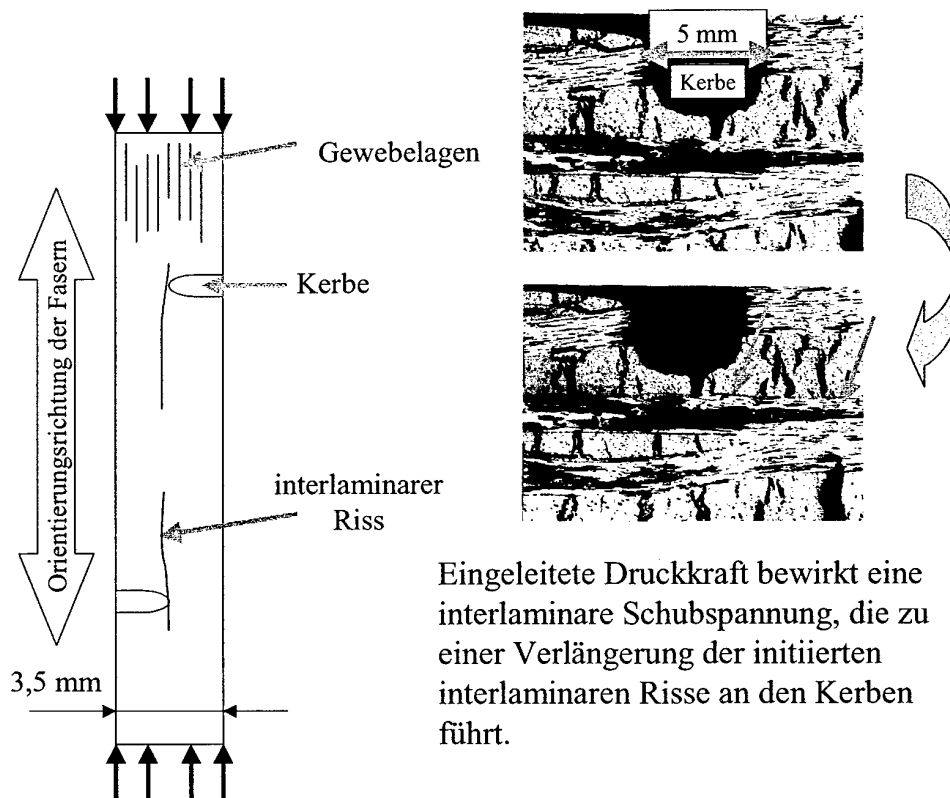 Gewebelagen
Kerbe
Orientierungsrichtung der Fasern
interlaminarer
Riss
3,5 mm
5 mm
Kerbe
Eingeleitete Druckkraft bewirkt eine
interlaminare Schubspannung, die zu
einer Verlängerung der initiierten
interlaminaren Risse an den Kerben
führt.